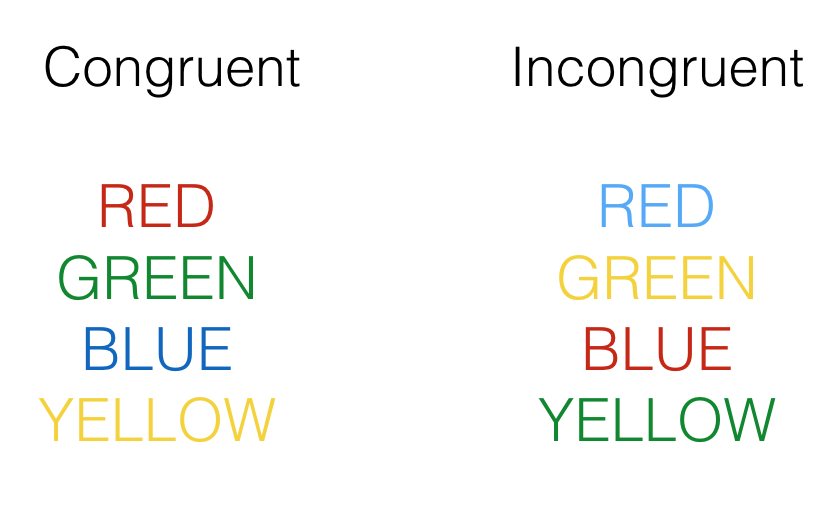 Congruent
RED
GREEN
BLUE
YELLOW
Incongruent
RED
GREEN
BLUE
YELLOW